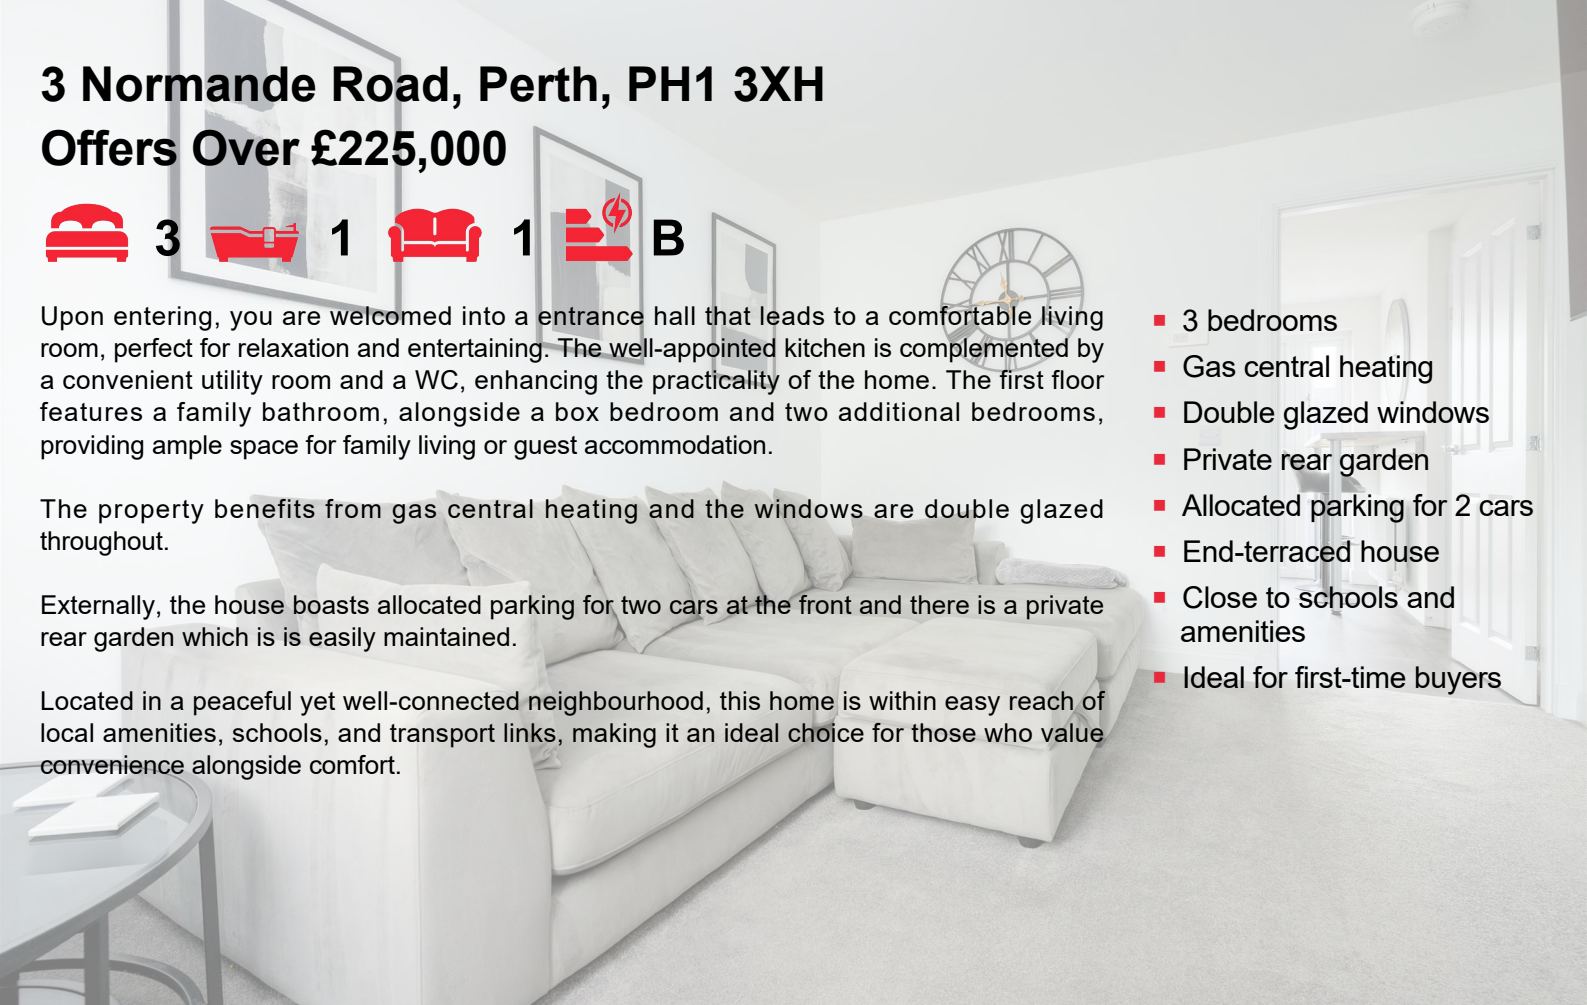 3 Normande Road, Perth, PH1 3XH
Offers Over £225,000
3 1 1 B
Upon entering, you are welcomed into a entrance hall that leads to a comfortable living
room, perfect for relaxation and entertaining. The well-appointed kitchen is complemented by
a convenient utility room and a WC, enhancing the practicality of the home. The first floor
features a family bathroom, alongside a box bedroom and two additional bedrooms,
providing ample space for family living or guest accommodation.
The property benefits from gas central heating and the windows are double glazed
throughout.
Externally, the house boasts allocated parking for two cars at the front and there is a private
rear garden which is is easily maintained.
Located in a peaceful yet well-connected neighbourhood, this home is within easy reach of
local amenities, schools, and transport links, making it an ideal choice for those who value
convenience alongside comfort.
▪ 3 bedrooms
▪ Gas central heating
▪ Double glazed windows
▪ Private rear garden
▪ Allocated parking for 2 cars
▪ End-terraced house
▪ Close to schools and
amenities
▪ Ideal for first-time buyers